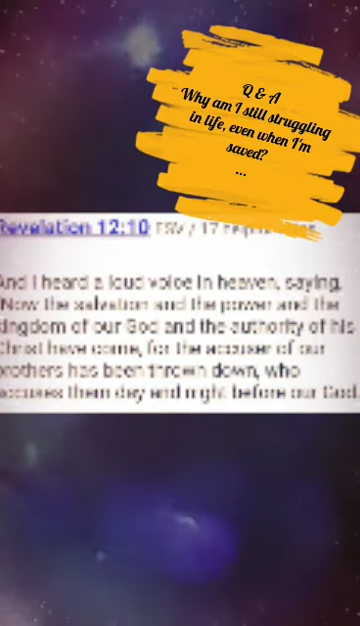 Q & A
Why am I still struggling
in life, even when I'm
saved?
...
Revelation 12:10 ESV / 17 helpful
And I heard a loud voice in heaven, saying,
"Now the salvation and the power and the
kingdom of our God and the authority of his
Christ have come, for the accuser of our
brothers has been thrown down, who
accuses them day and night before our God.